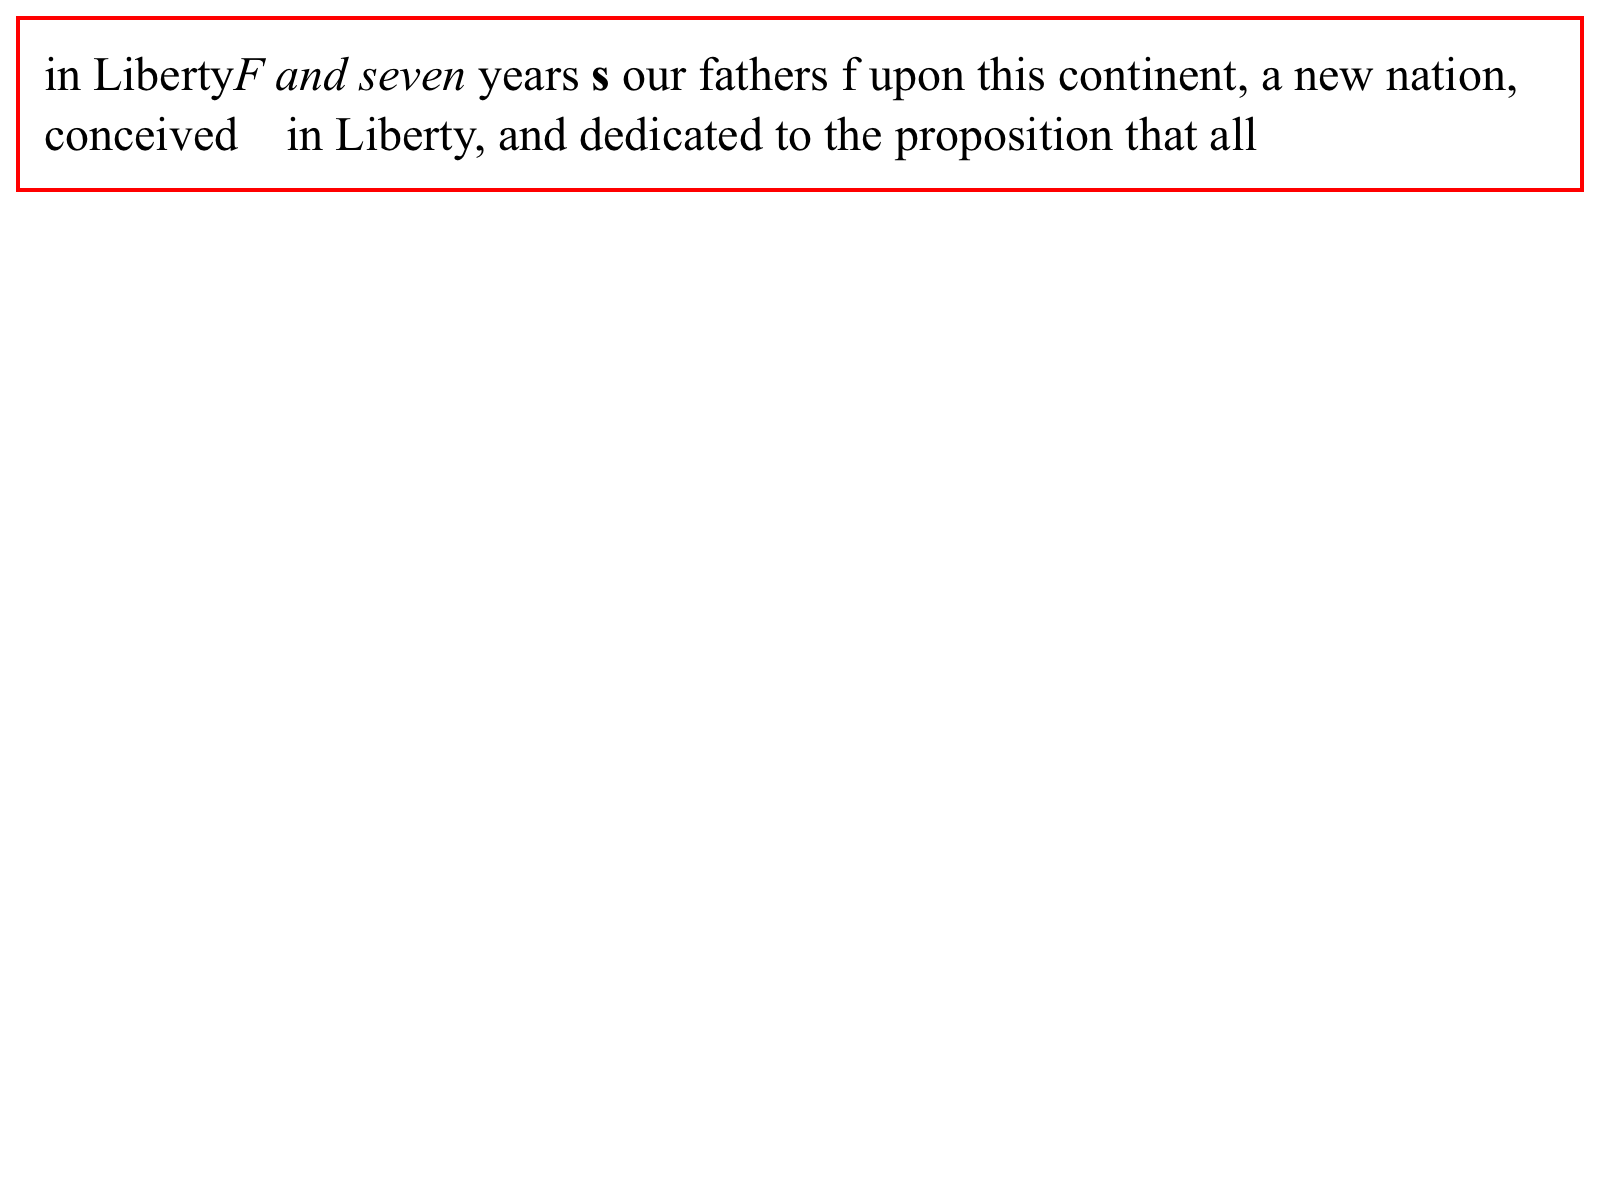 in LibertyF and seven years s our fathers f upon this continent, a new nation,
conceived    in Liberty, and dedicated to the proposition that all